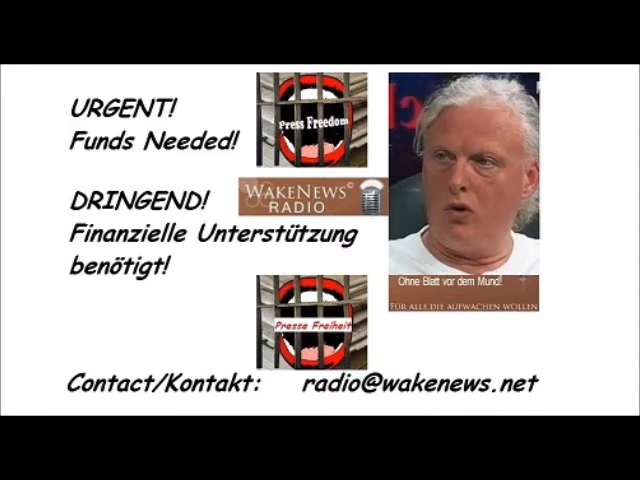 URGENT!
Funds Needed!
Press Freedom
DRINGEND!
Finanzielle Unterstützung
benötigt!
WAKENEWS©
RADIO
Ohne Blatt vor dem Mund!
FÜR ALLE DIE AUFWACHEN WOLLEN
Presse Freiheit
Contact/Kontakt: radio@wakenews.net